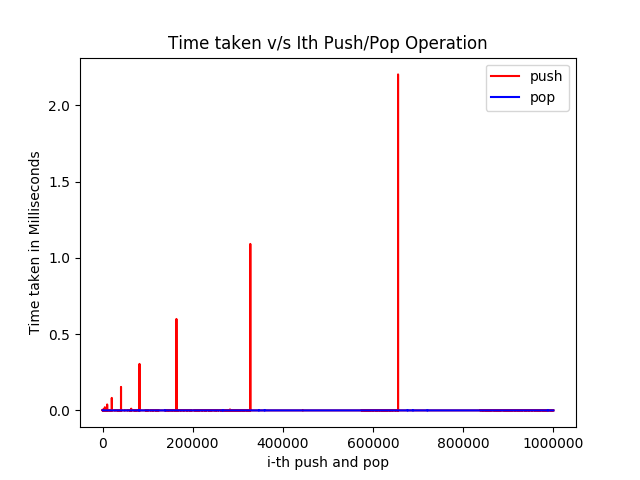 Time taken v/s Ith Push/Pop Operation
push
pop
Time taken in Milliseconds
2.0
1.5
1.0
0.5
0.0
0 200000 400000 600000 800000 1000000
i-th push and pop